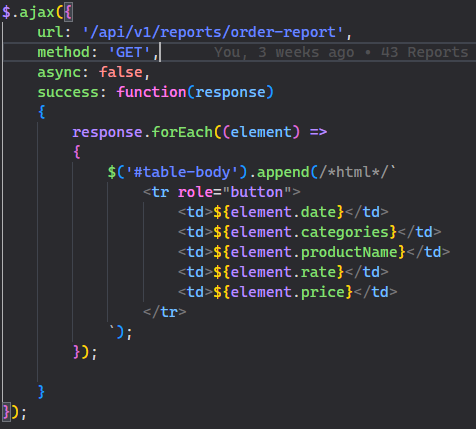 $.ajax({
    url: '/api/v1/reports/order-report',
    method: 'GET',        You, 3 weeks ago • 43 Reports
    async: false,
    success: function(response)
    {
        response.forEach((element) =>
        {
            $('#table-body').append(/*html*/`
                <tr role="button">
                    <td>${element.date}</td>
                    <td>${element.categories}</td>
                    <td>${element.productName}</td>
                    <td>${element.rate}</td>
                    <td>${element.price}</td>
                </tr>
            `);
        });

    }
});